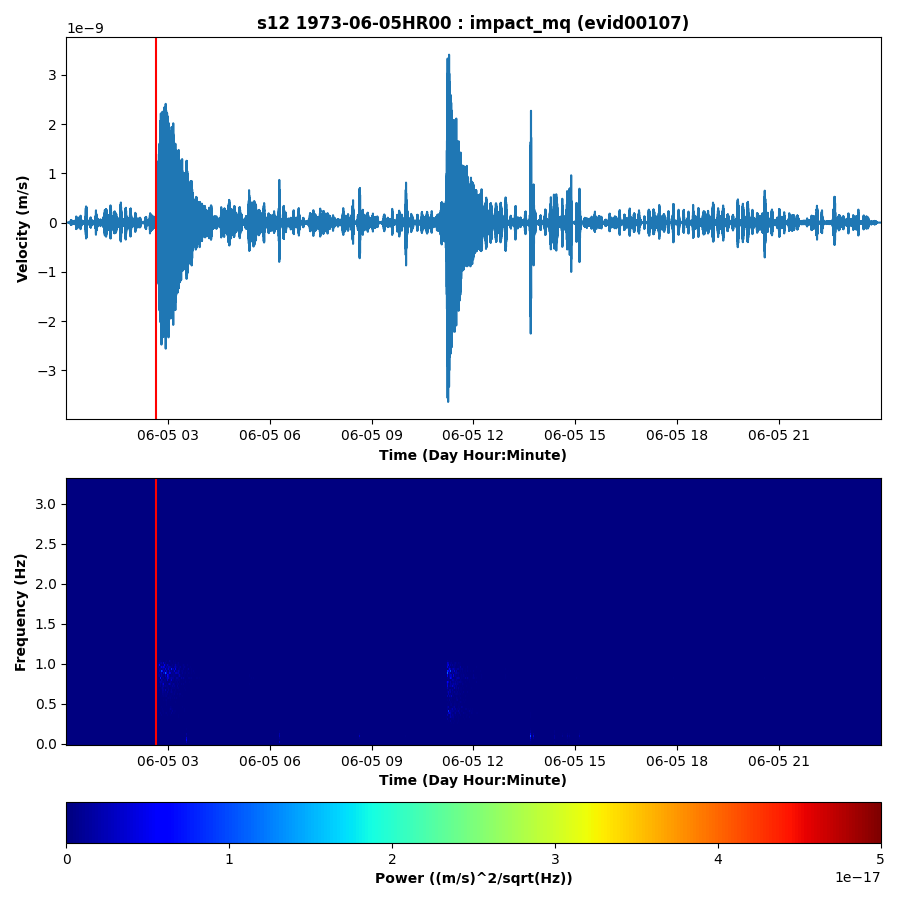 s12 1973-06-05HR00 : impact_mq (evid00107)
1e−9
3
2
1
0
−1
−2
−3
Velocity (m/s)
06-05 03 06-05 06 06-05 09 06-05 12 06-05 15 06-05 18 06-05 21
Time (Day Hour:Minute)
3.0
2.5
2.0
1.5
1.0
0.5
0.0
Frequency (Hz)
06-05 03 06-05 06 06-05 09 06-05 12 06-05 15 06-05 18 06-05 21
Time (Day Hour:Minute)
0 1 2 3 4 5
1e−17
Power ((m/s)^2/sqrt(Hz))